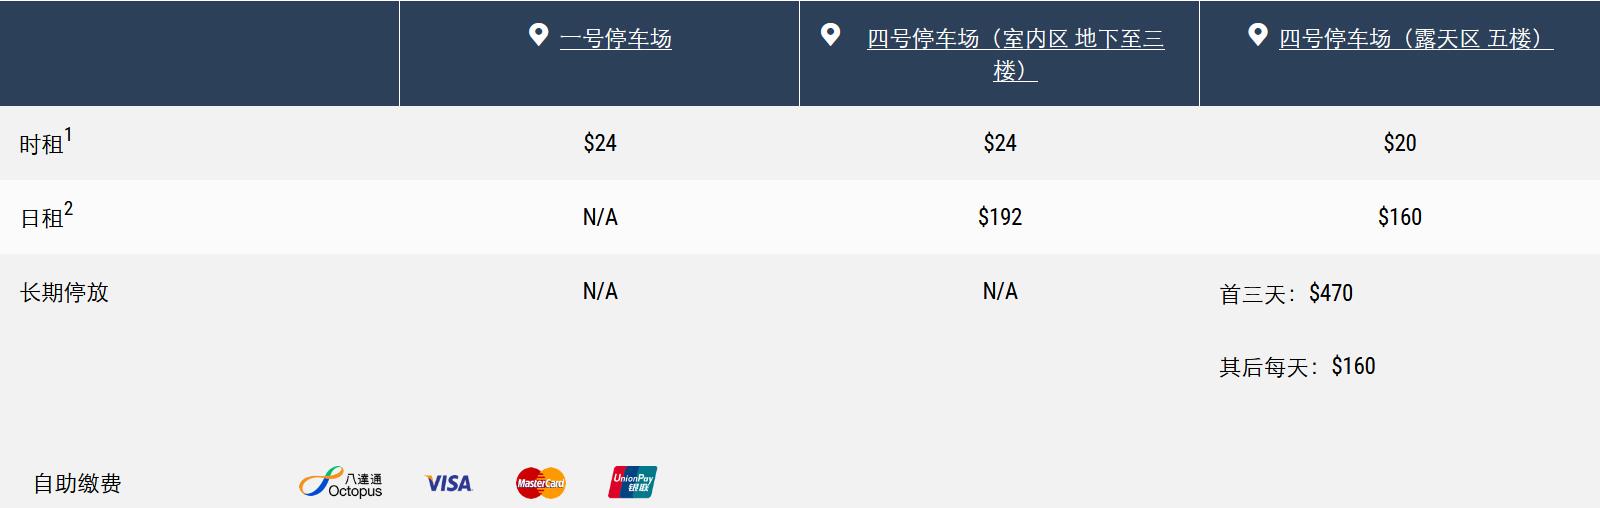 一号停车场
四号停车场（室内区 地下至三
楼）
四号停车场（露天区 五楼）
时租1 $24 $24 $20
日租2 N/A $192 $160
长期停放 N/A N/A 首三天：$470
其后每天：$160
自助缴费 八達通 Octopus VISA MasterCard UnionPay 银联